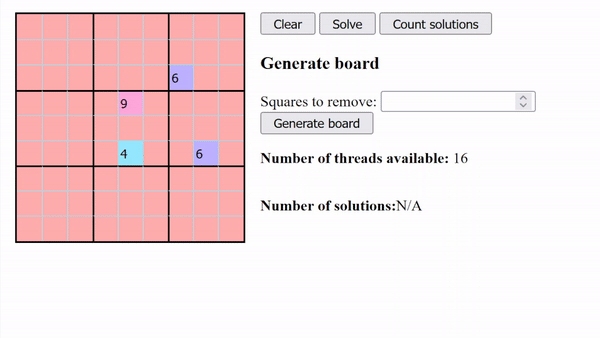 Clear Solve Count solutions
Generate board
6
9
Squares to remove:
Generate board
4 6
Number of threads available: 16
Number of solutions:N/A